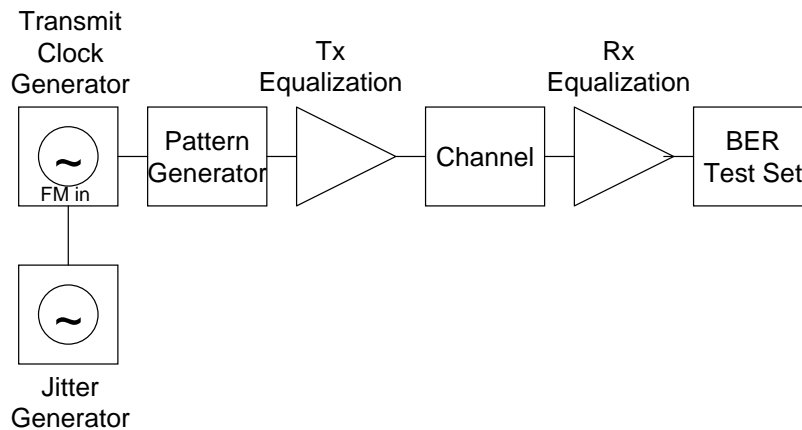 Transmit
Clock
Generator
Tx
Equalization
Rx
Equalization
~
FM in
Pattern
Generator
Channel
BER
Test Set
~
Jitter
Generator